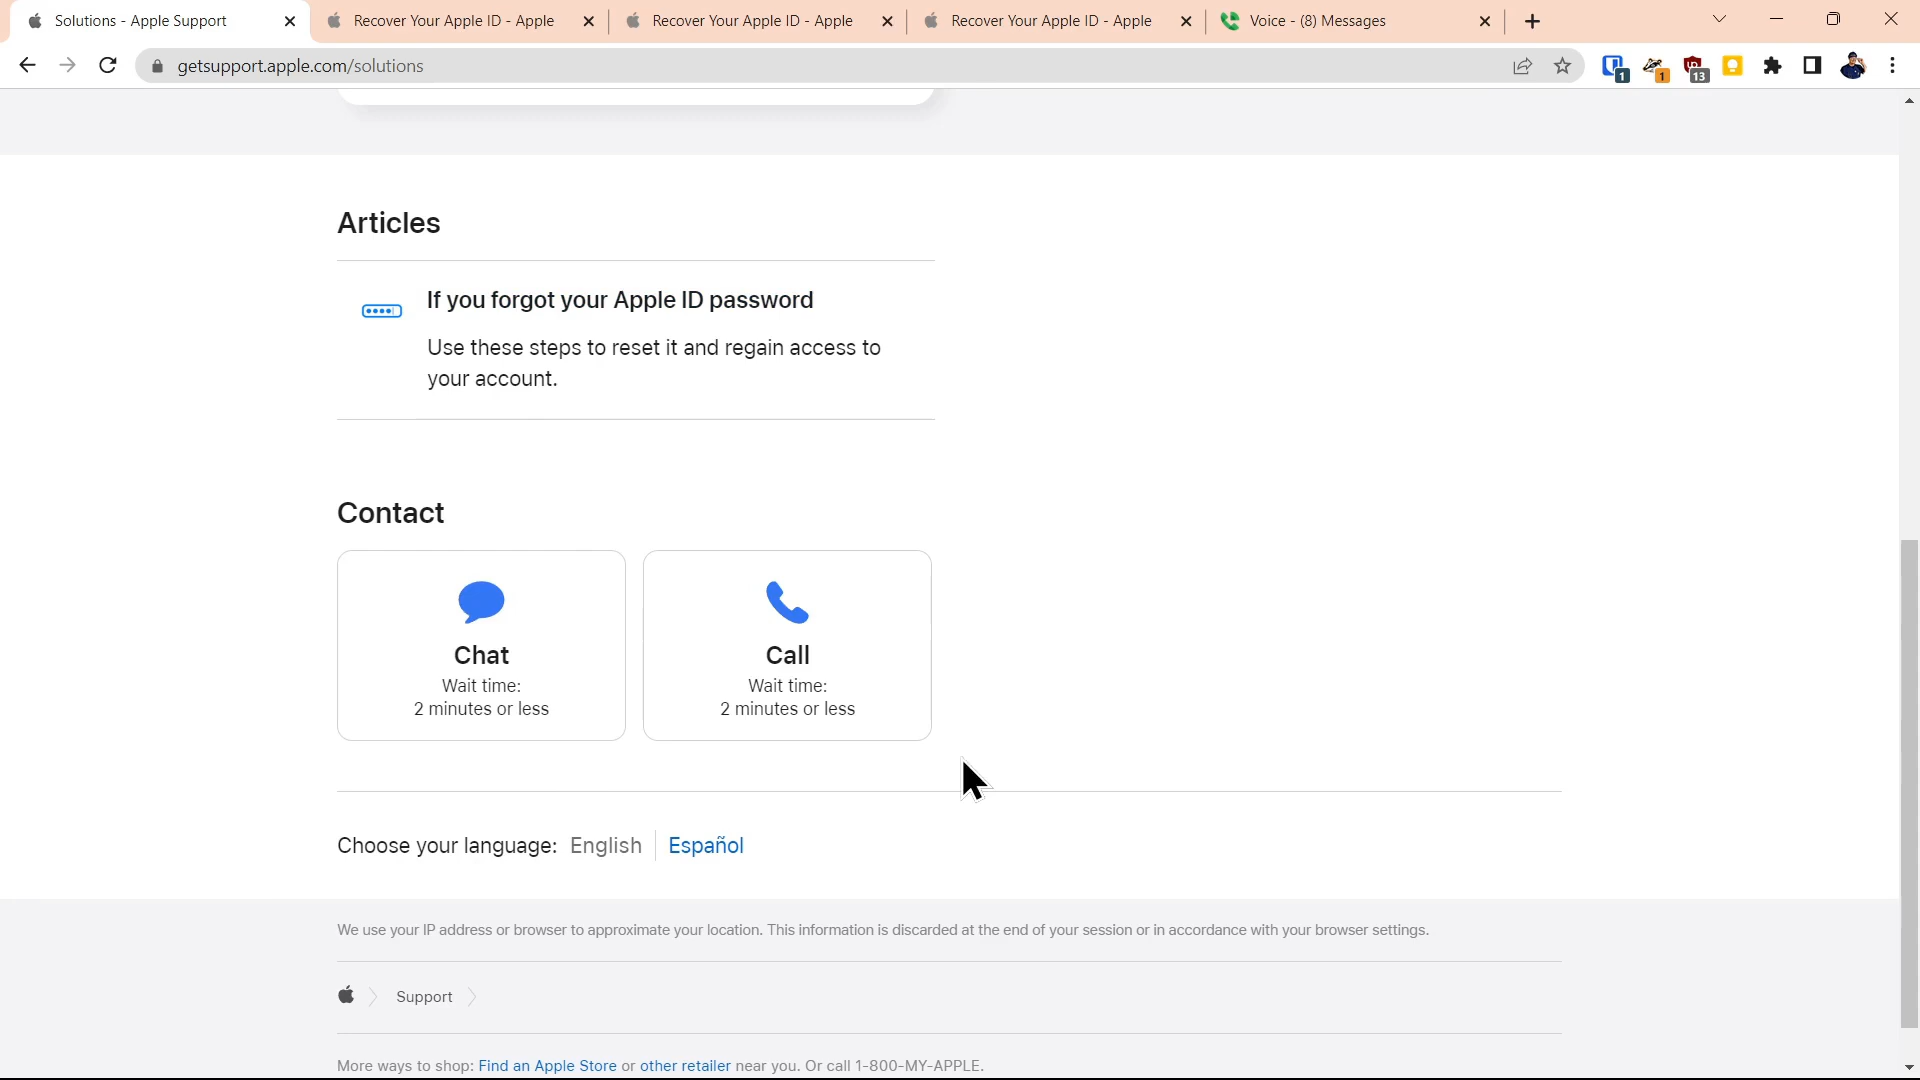 Solutions - Apple Support
Recover Your Apple ID - Apple
Recover Your Apple ID - Apple
Recover Your Apple ID - Apple
Voice - (8) Messages
getsupport.apple.com/solutions
1
1
13
Articles
If you forgot your Apple ID password
Use these steps to reset it and regain access to
your account.
Contact
Chat
Wait time:
2 minutes or less
Call
Wait time:
2 minutes or less
Choose your language: English Español
We use your IP address or browser to approximate your location. This information is discarded at the end of your session or in accordance with your browser settings.
Support
More ways to shop: Find an Apple Store or other retailer near you. Or call 1-800-MY-APPLE.